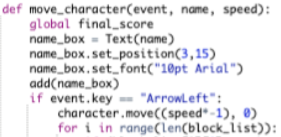 def move_character(event, name, speed):
    global final_score
    name_box = Text(name)
    name_box.set_position(3,15)
    name_box.set_font("10pt Arial")
    add(name_box)
    if event.key == "ArrowLeft":
        character.move((speed*-1), 0)
        for i in range(len(block_list)):